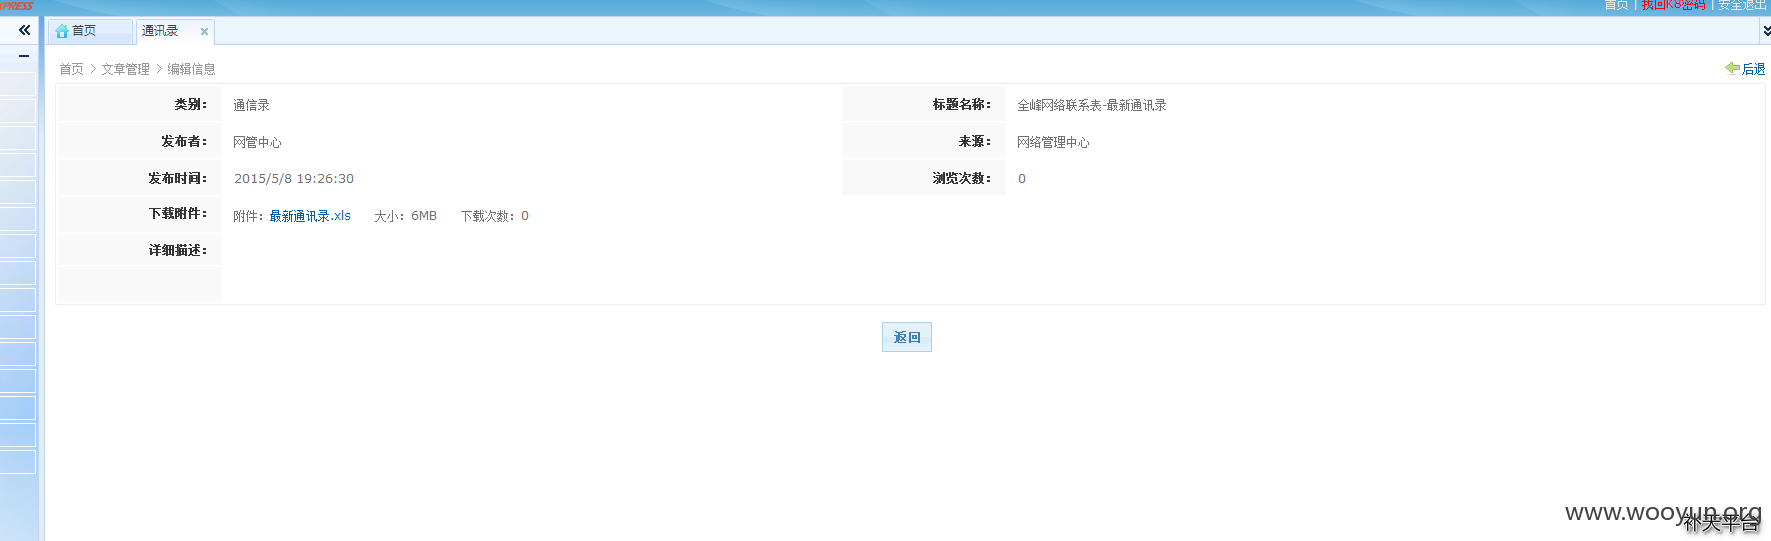 XPRESS
首页 | 找回K8密码 | 安全退出
首页 通讯录
首页 > 文章管理 > 编辑信息 后退
类别： 通信录 标题名称： 全峰网络联系表-最新通讯录
发布者： 网管中心 来源： 网络管理中心
发布时间： 2015/5/8 19:26:30 浏览次数： 0
下载附件： 附件：最新通讯录.xls 大小：6MB 下载次数：0
详细描述：
返回
www.wooyun.org
补天平台